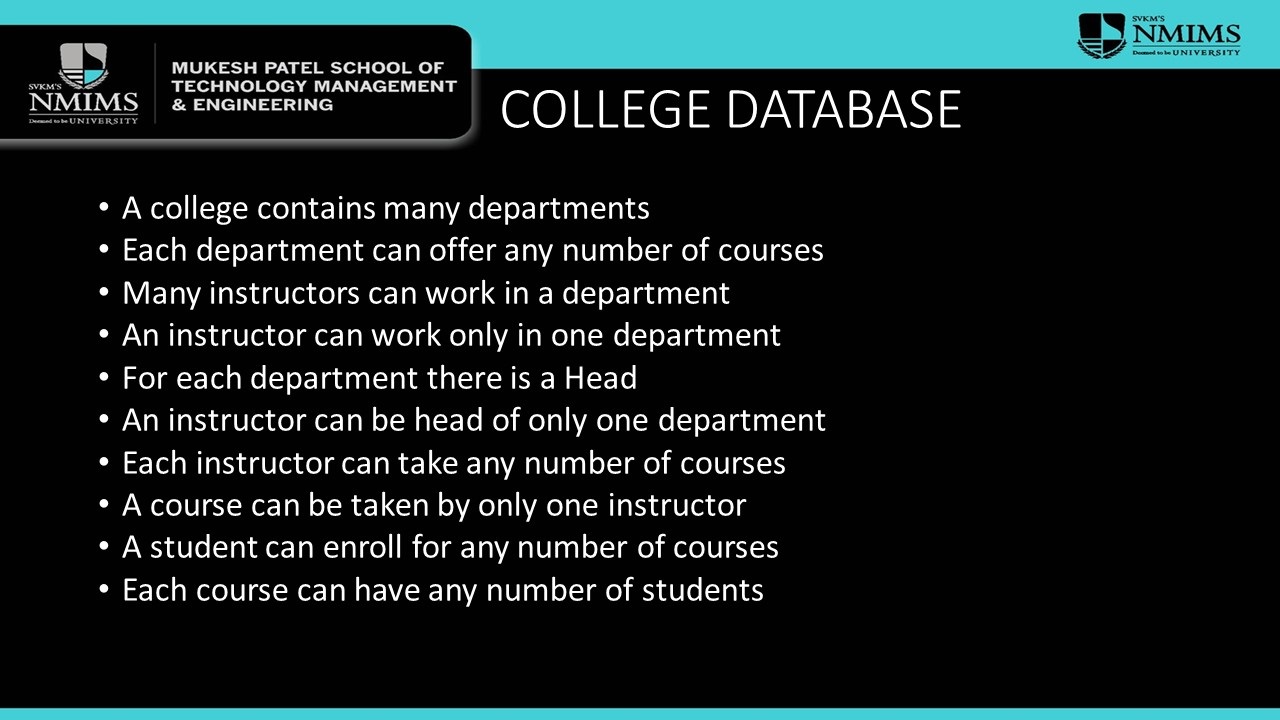 SVKM'S
NMIMS
Deemed to be UNIVERSITY
MUKESH PATEL SCHOOL OF
TECHNOLOGY MANAGEMENT
& ENGINEERING
SVKM'S
NMIMS
Deemed to be UNIVERSITY
COLLEGE DATABASE
• A college contains many departments
• Each department can offer any number of courses
• Many instructors can work in a department
• An instructor can work only in one department
• For each department there is a Head
• An instructor can be head of only one department
• Each instructor can take any number of courses
• A course can be taken by only one instructor
• A student can enroll for any number of courses
• Each course can have any number of students